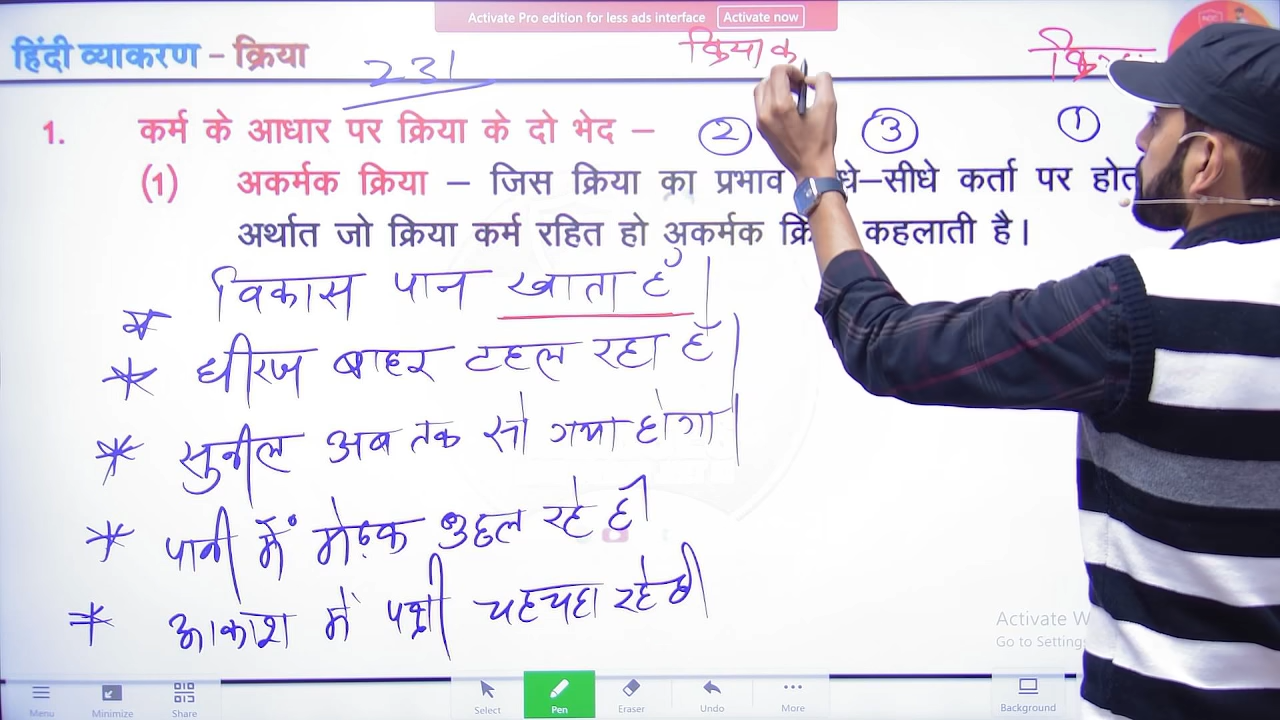 Activate Pro edition for less ads interface Activate now
हिंदी व्याकरण – क्रिया
231
क्रिया क
1. कर्म के आधार पर क्रिया के दो भेद –
② ③ ①
(1) अकर्मक क्रिया – जिस क्रिया का प्रभाव धे–सीधे कर्ता पर होत
अर्थात जो क्रिया कर्म रहित हो अकर्मक क्रि कहलाती है।
विकास पान खाता है।
* धीरज बाहर टहल रहा है।
* सुनील अब तक सो गया होगा।
* पानी में मेढ़क उछल रहे हैं।
* आकाश में पक्षी चहचहा रहे हैं।
Activate W
Go to Settings
Menu Minimize Share Select Pen Eraser Undo More Background